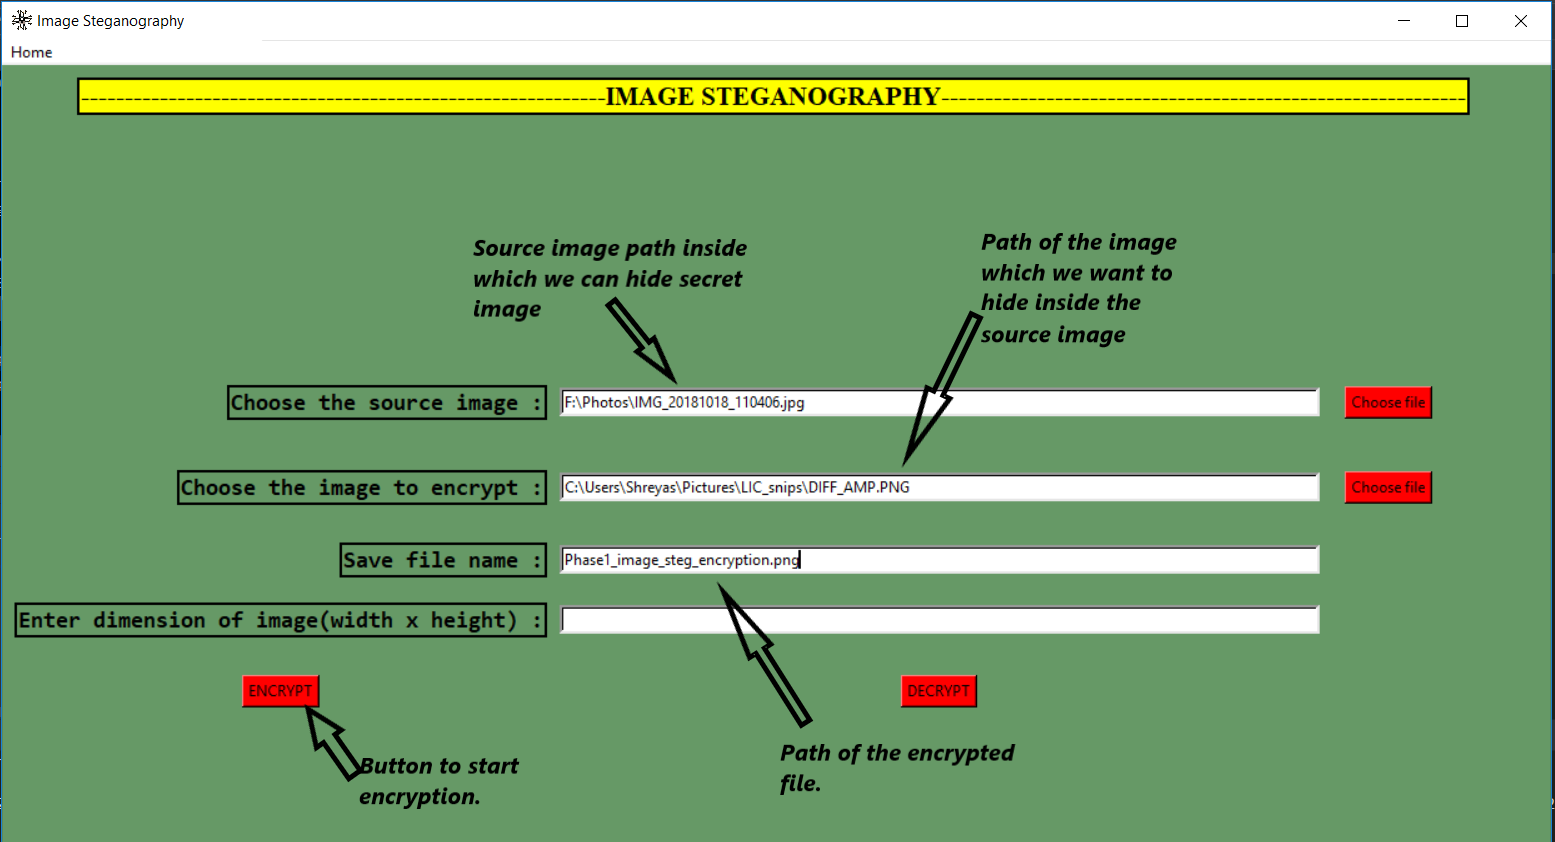 Image Steganography
Home
------------------------------------------------------------IMAGE STEGANOGRAPHY------------------------------------------------------------
Source image path inside
which we can hide secret
image
Path of the image
which we want to
hide inside the
source image
Choose the source image :
F:\Photos\IMG_20181018_110406.jpg
Choose file
Choose the image to encrypt :
C:\Users\Shreyas\Pictures\LIC_snips\DIFF_AMP.PNG
Choose file
Save file name :
Phase1_image_steg_encryption.png
Enter dimension of image(width x height) :
ENCRYPT
DECRYPT
Button to start
encryption.
Path of the encrypted
file.